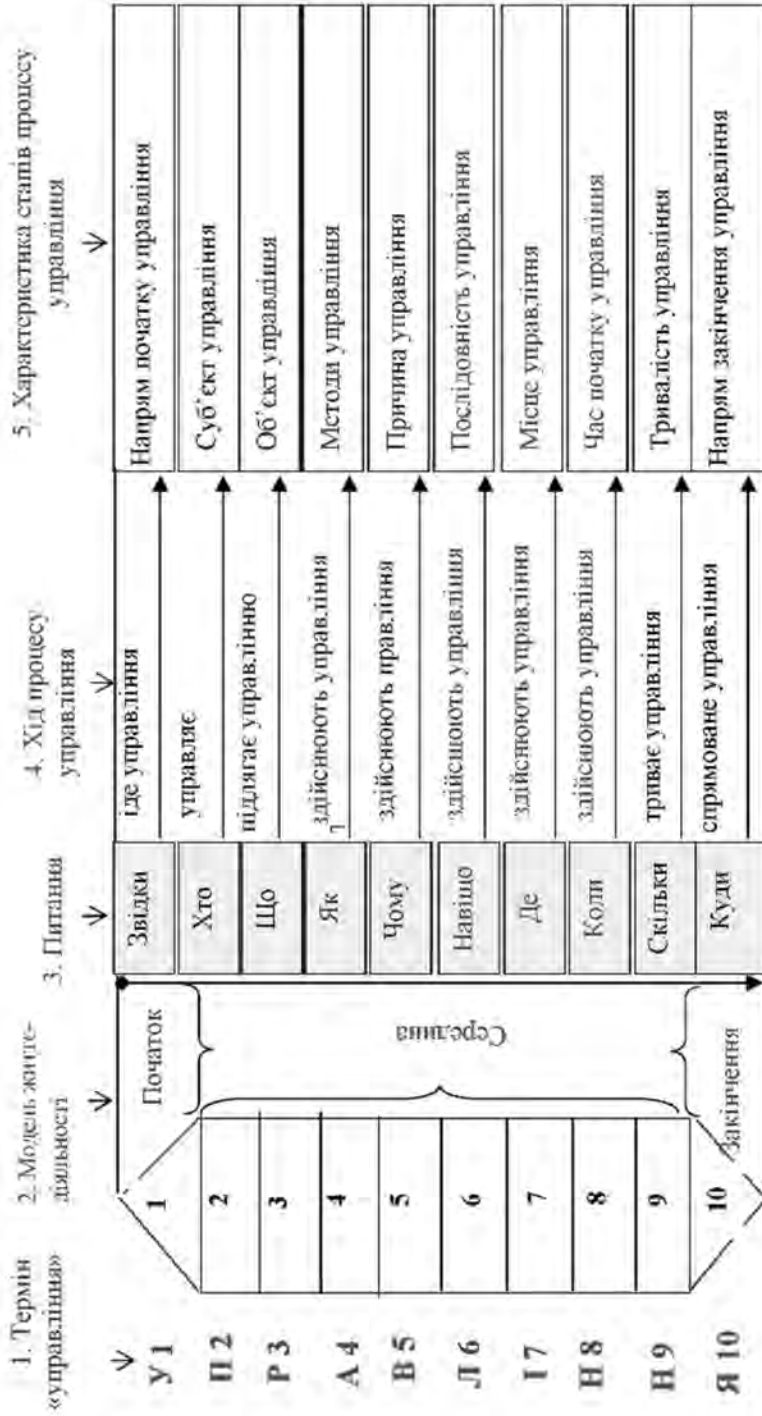 1. Термін
«управління»
2. Модель життє-
діяльності
3. Питання
4. Хід процесу
управління
5. Характеристика етапів процесу
управління
У 1
1
Початок
Звідки
іде управління
Напрям початку управління
П 2
2
Хто
управляє
Суб'єкт управління
Р 3
3
Що
підлягає управлінню
Об'єкт управління
А 4
4
Як
здійснюють управління
Методи управління
В 5
5
Чому
здійснюють правління
Причина управління
Середина
Л 6
6
Навіщо
здійснюють управління
Послідовність управління
І 7
7
Де
здійснюють управління
Місце управління
Н 8
8
Коли
здійснюють управління
Час початку управління
Н 9
9
Скільки
триває управління
Тривалість управління
Я 10
10
Закінчення
Куди
спрямоване управління
Напрям закінчення управління